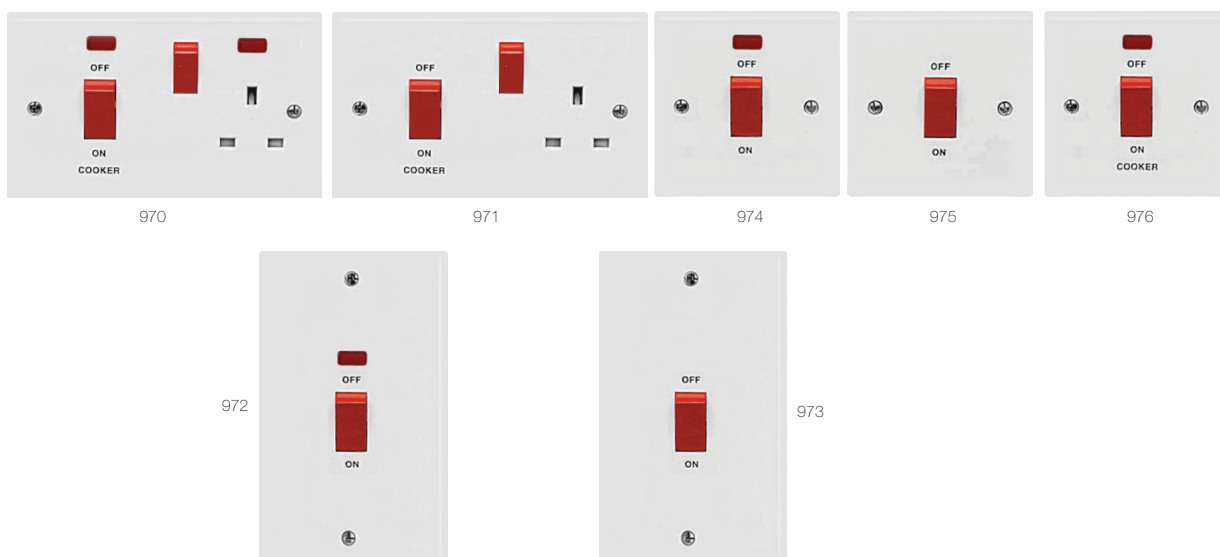 OFF
ON
COOKER
970
OFF
ON
COOKER
971
OFF
ON
974
OFF
ON
975
OFF
ON
COOKER
976
972
OFF
ON
OFF
ON
973